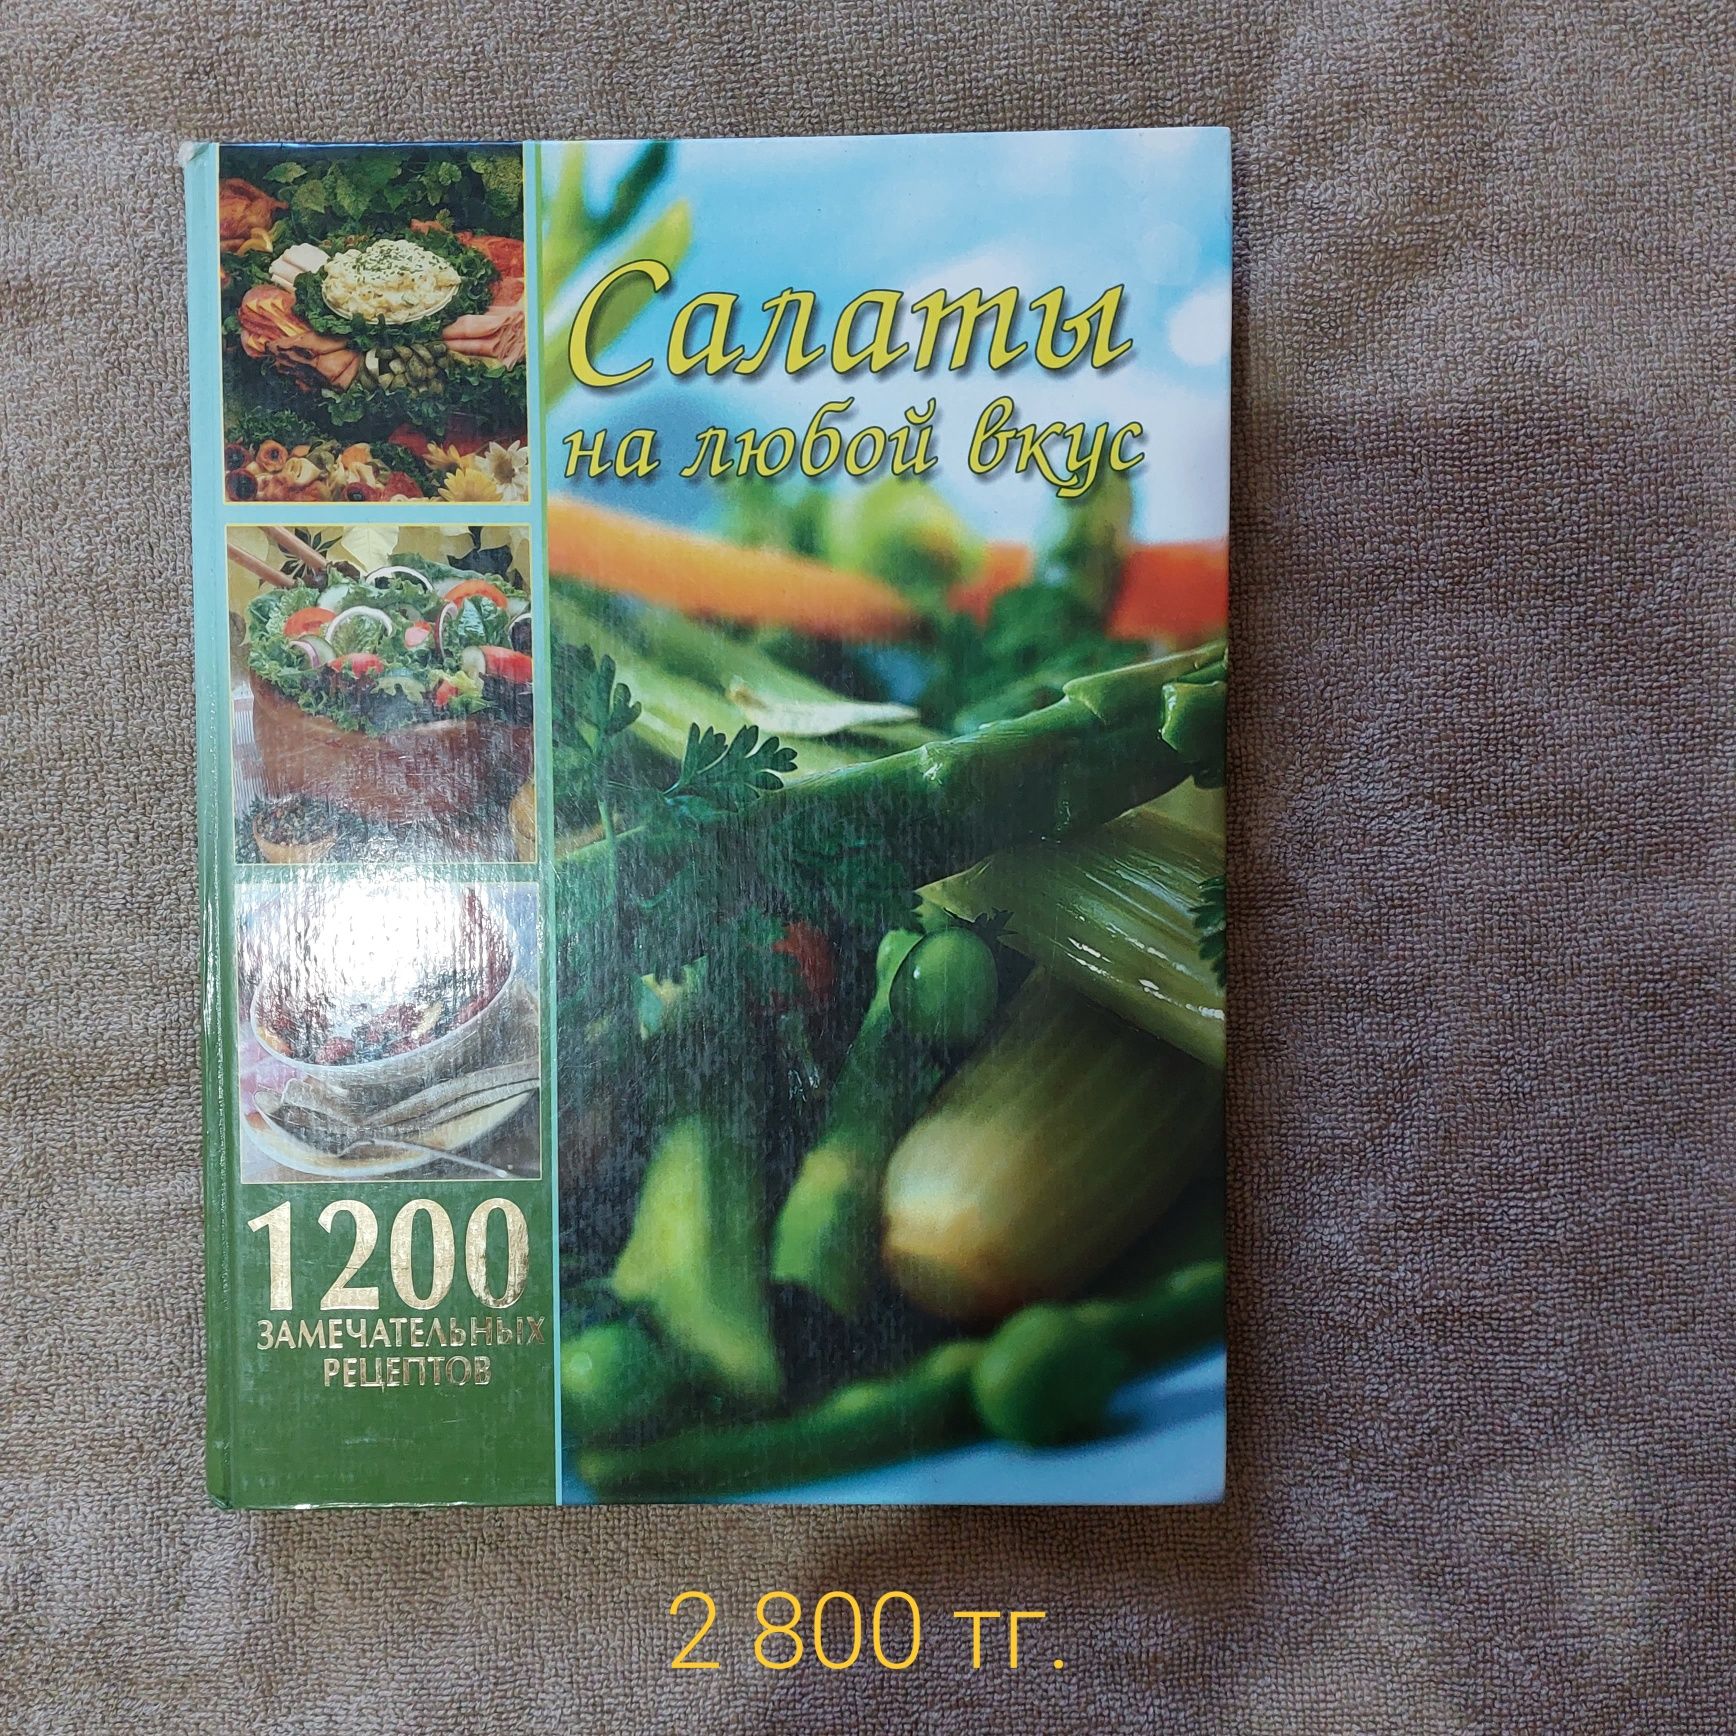 Салаты
на любой вкус
1200
ЗАМЕЧАТЕЛЬНЫХ
РЕЦЕПТОВ
2 800 тг.